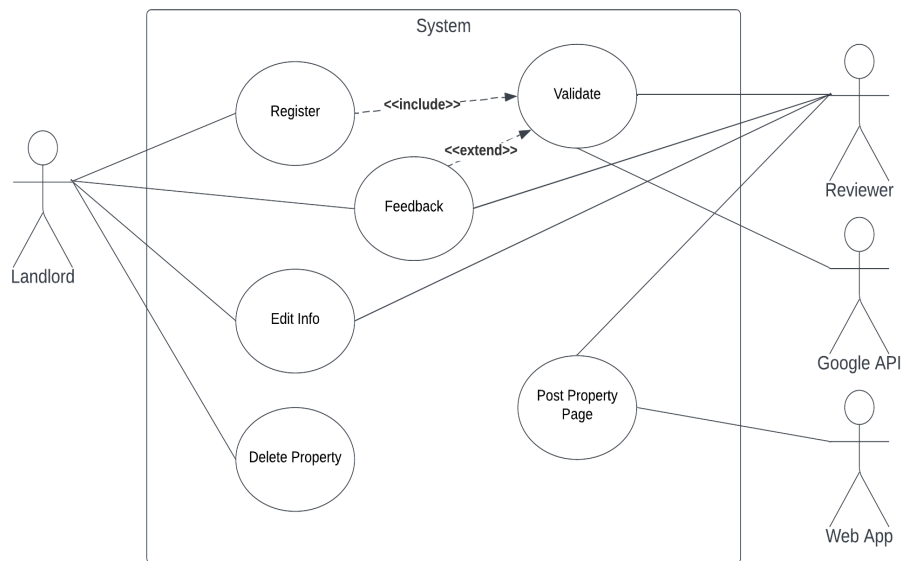 System
Register
<<include>>
Validate
<<extend>>
Feedback
Reviewer
Landlord
Edit Info
Google API
Post Property
Page
Delete Property
Web App